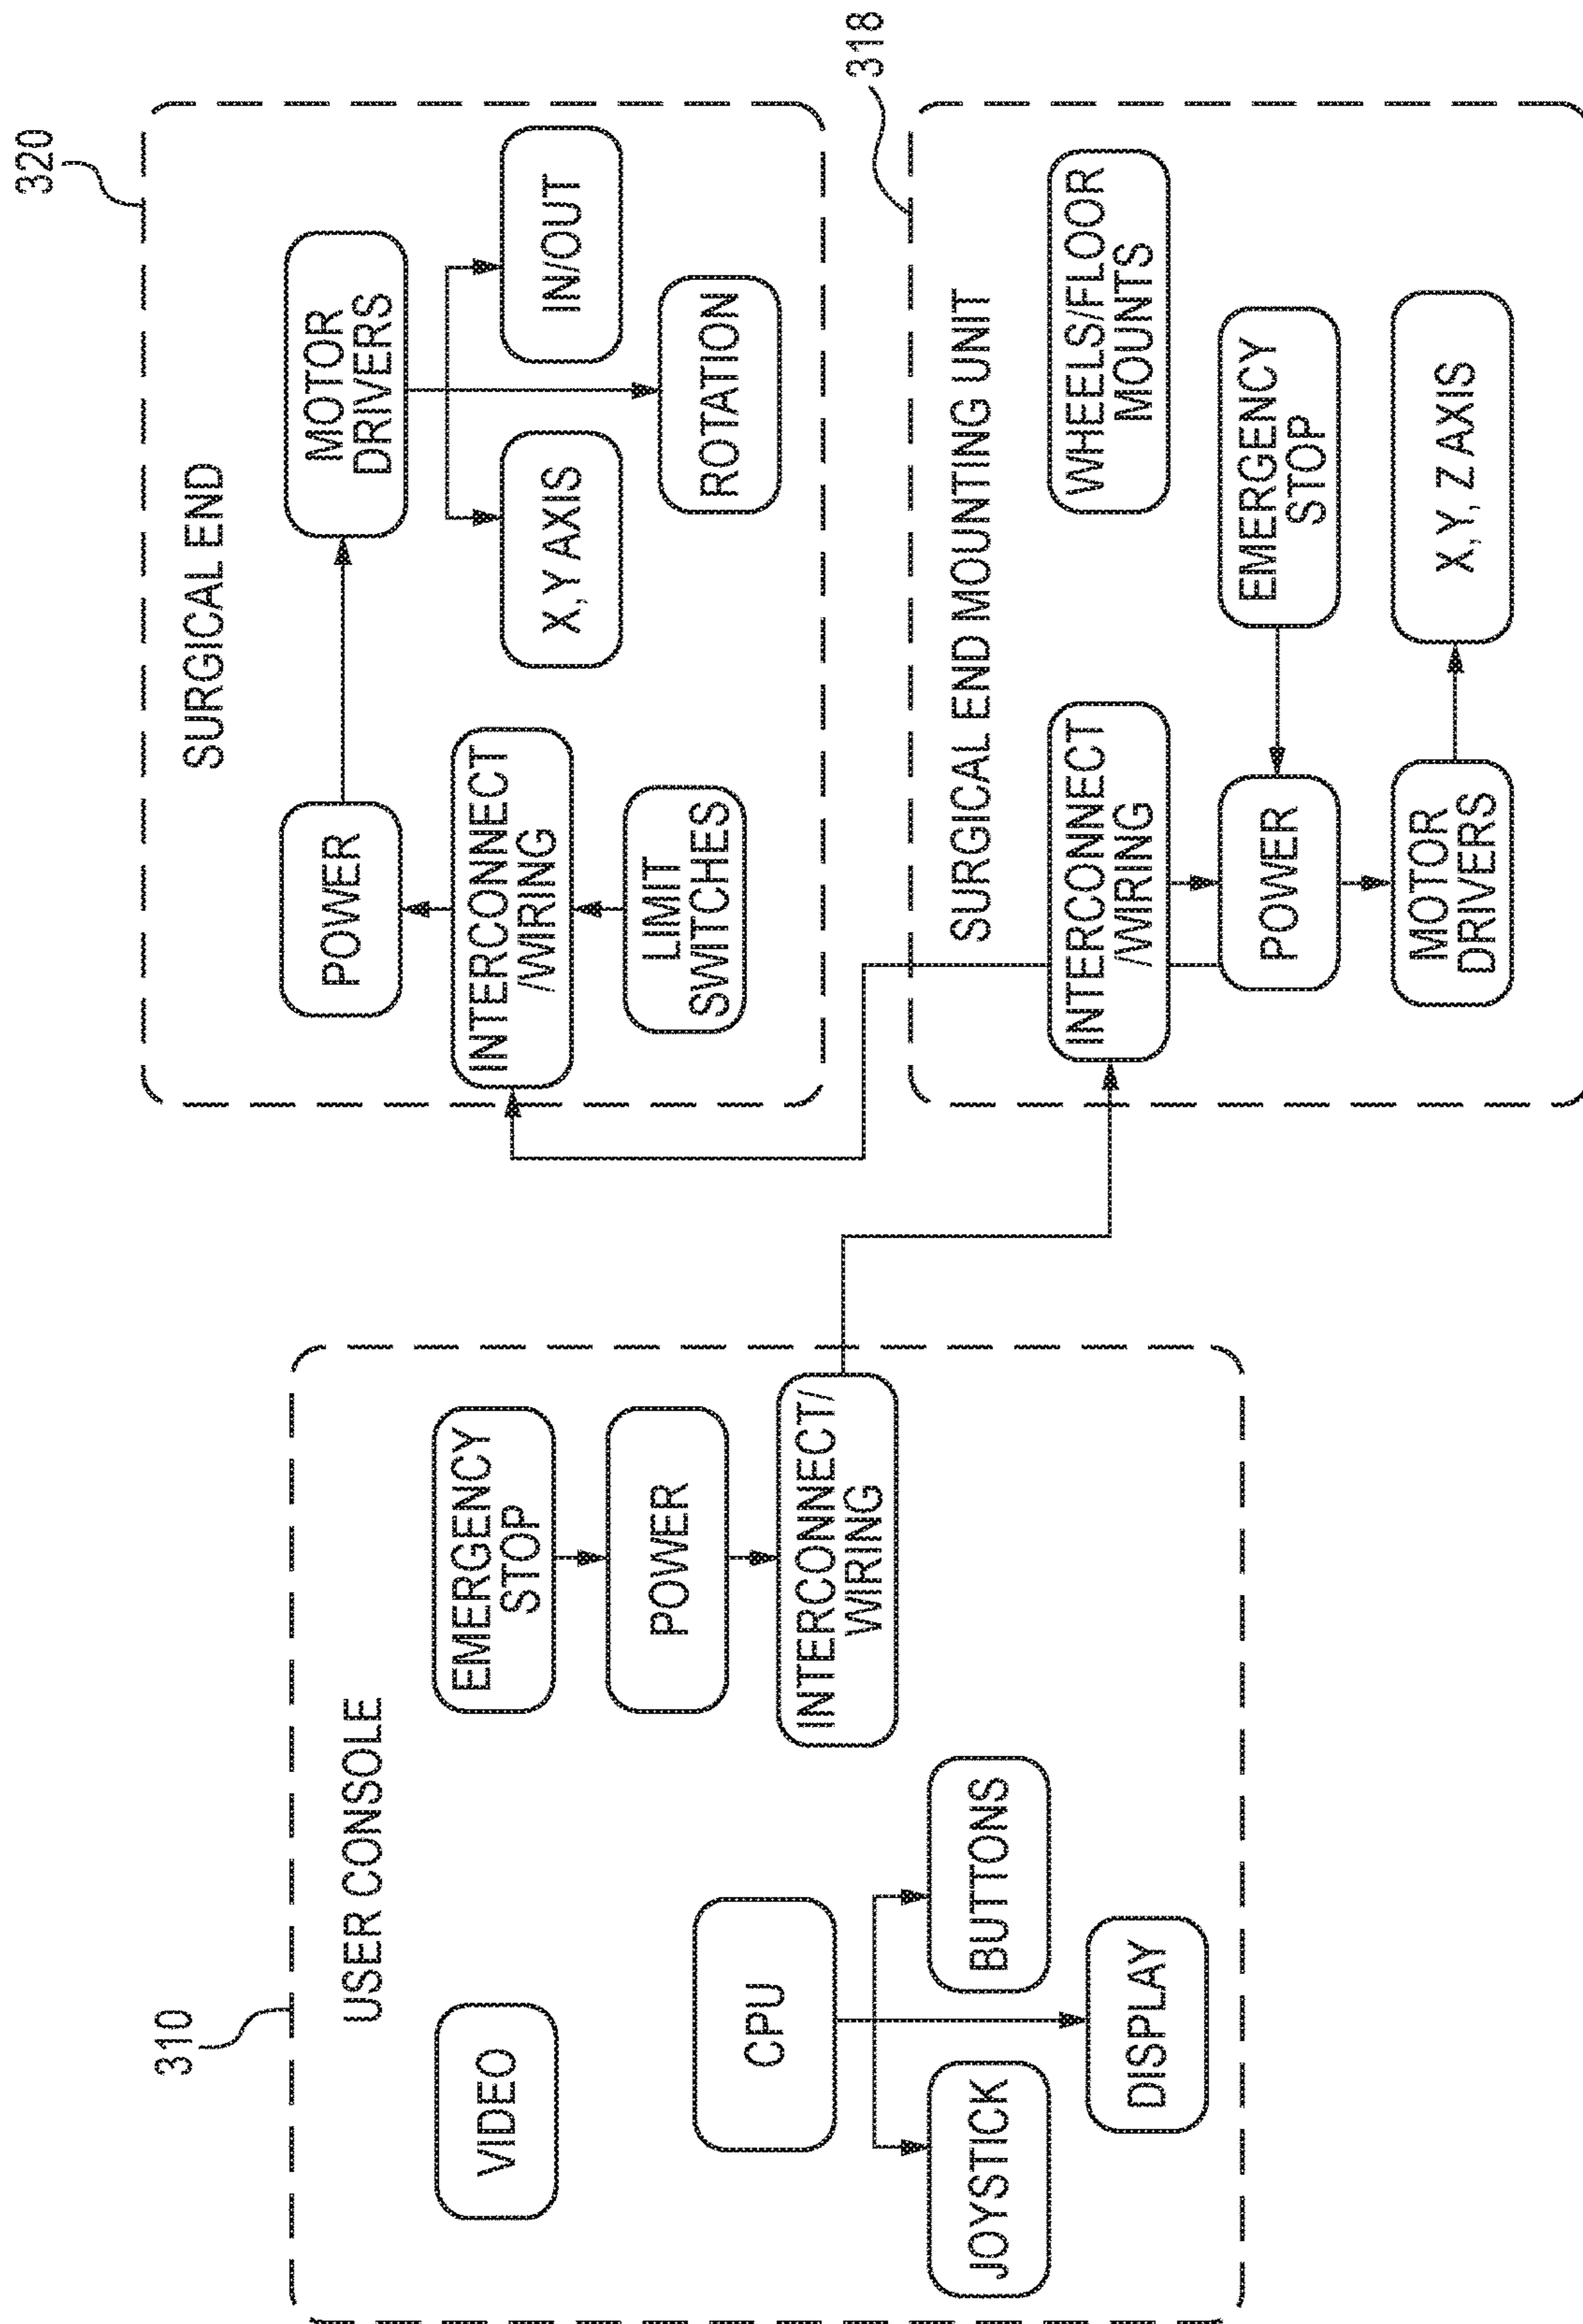 310
USER CONSOLE
VIDEO
EMERGENCY
STOP
POWER
INTERCONNECT/
WIRING
CPU
JOYSTICK
BUTTONS
DISPLAY
320
SURGICAL END
POWER
MOTOR
DRIVERS
INTERCONNECT
/WIRING
X, Y AXIS
IN/OUT
LIMIT
SWITCHES
ROTATION
318
SURGICAL END MOUNTING UNIT
INTERCONNECT
/WIRING
WHEELS/FLOOR
MOUNTS
POWER
EMERGENCY
STOP
MOTOR
DRIVERS
X, Y, Z AXIS